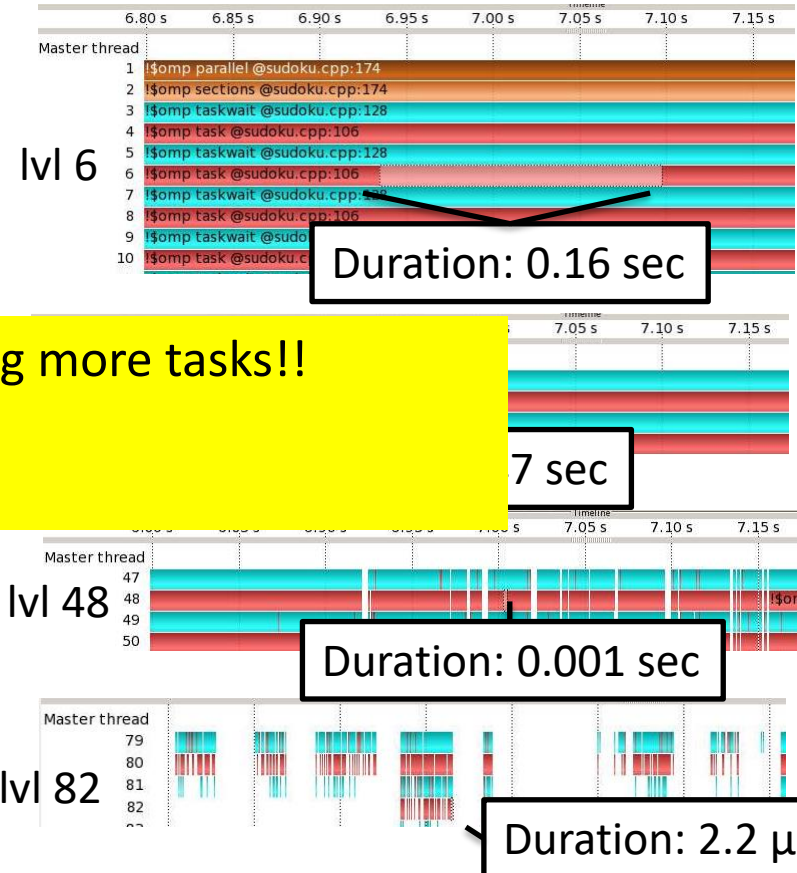 Timeline
6.80 s 6.85 s 6.90 s 6.95 s 7.00 s 7.05 s 7.10 s 7.15 s
Master thread
1 !$omp parallel @sudoku.cpp:174
2 !$omp sections @sudoku.cpp:174
3 !$omp taskwait @sudoku.cpp:128
4 !$omp task @sudoku.cpp:106
5 !$omp taskwait @sudoku.cpp:128
lvl 6
6 !$omp task @sudoku.cpp:106
7 !$omp taskwait @sudoku.cpp:128
8 !$omp task @sudoku.cpp:106
9 !$omp taskwait @sudo
10 !$omp task @sudoku.c
Duration: 0.16 sec
Timeline
7.05 s 7.10 s 7.15 s
g more tasks!!
7 sec
Timeline
7.05 s 7.10 s 7.15 s
Master thread
47
lvl 48
48 !$or
49
50
Duration: 0.001 sec
Master thread
79
80
lvl 82
81
82
Duration: 2.2 µ